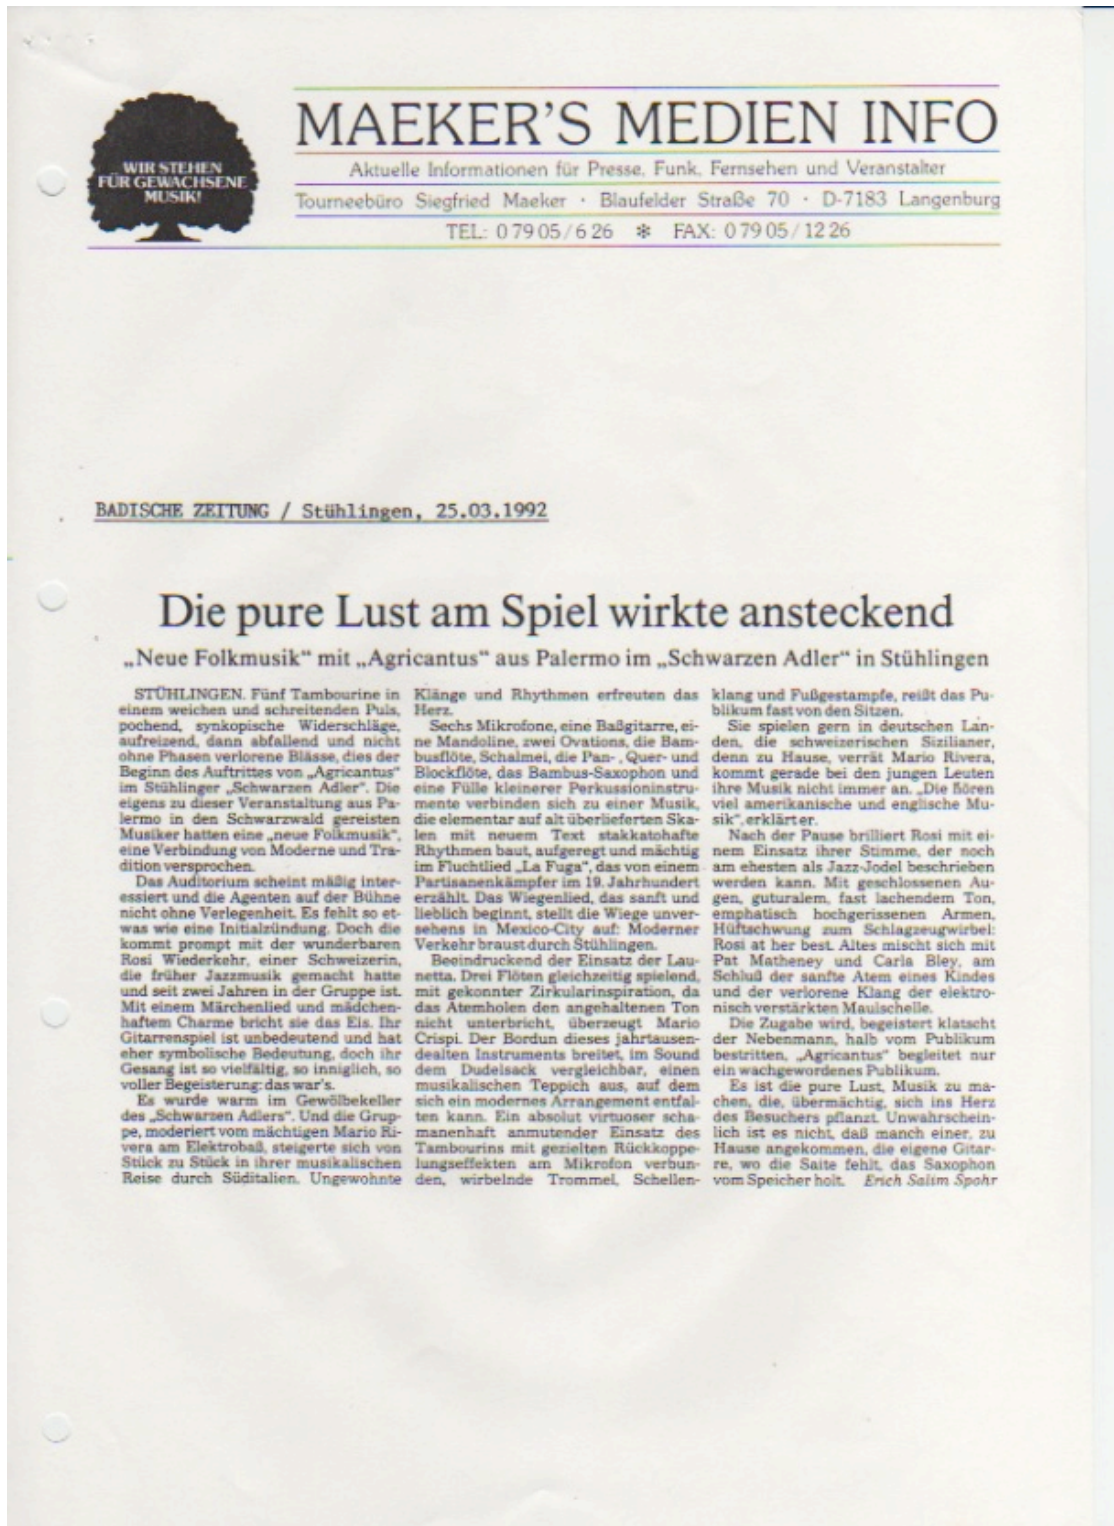 WIR STEHEN
FÜR GEWACHSENE
MUSIK!
MAEKER'S MEDIEN INFO
Aktuelle Informationen für Presse, Funk, Fernsehen und Veranstalter
Tourneebüro Siegfried Maeker · Blaufelder Straße 70 · D-7183 Langenburg
TEL: 0 79 05/6 26 ✻ FAX: 0 79 05/12 26
BADISCHE ZEITUNG / Stühlingen, 25.03.1992
Die pure Lust am Spiel wirkte ansteckend
„Neue Folkmusik“ mit „Agricantus“ aus Palermo im „Schwarzen Adler“ in Stühlingen
STÜHLINGEN. Fünf Tambourine in
einem weichen und schreitenden Puls,
pochend, synkopische Widerschläge,
aufreizend, dann abfallend und nicht
ohne Phasen verlorene Blässe, dies der
Beginn des Auftrittes von „Agricantus“
im Stühlinger „Schwarzen Adler“. Die
eigens zu dieser Veranstaltung aus Pa-
lermo in den Schwarzwald gereisten
Musiker hatten eine „neue Folkmusik“,
eine Verbindung von Moderne und Tra-
dition versprochen.
Das Auditorium scheint mäßig inter-
essiert und die Agenten auf der Bühne
nicht ohne Verlegenheit. Es fehlt so et-
was wie eine Initialzündung. Doch die
kommt prompt mit der wunderbaren
Rosi Wiederkehr, einer Schweizerin,
die früher Jazzmusik gemacht hatte
und seit zwei Jahren in der Gruppe ist.
Mit einem Märchenlied und mädchen-
haftem Charme bricht sie das Eis. Ihr
Gitarrenspiel ist unbedeutend und hat
eher symbolische Bedeutung, doch ihr
Gesang ist so vielfältig, so inniglich, so
voller Begeisterung: das war's.
Es wurde warm im Gewölbekeller
des „Schwarzen Adlers“. Und die Grup-
pe, moderiert vom mächtigen Mario Ri-
vera am Elektrobaß, steigerte sich von
Stück zu Stück in ihrer musikalischen
Reise durch Süditalien. Ungewohnte
Klänge und Rhythmen erfreuten das
Herz.
Sechs Mikrofone, eine Baßgitarre, ei-
ne Mandoline, zwei Ovations, die Bam-
busflöte, Schalmei, die Pan-, Quer- und
Blockflöte, das Bambus-Saxophon und
eine Fülle kleinerer Perkussioninstru-
mente verbinden sich zu einer Musik,
die elementar auf alt überlieferten Ska-
len mit neuem Text stakkatohafte
Rhythmen baut, aufgeregt und mächtig
im Fluchtlied „La Fuga“, das von einem
Partisanenkämpfer im 19. Jahrhundert
erzählt. Das Wiegenlied, das sanft und
lieblich beginnt, stellt die Wiege unver-
sehens in Mexico-City auf: Moderner
Verkehr braust durch Stühlingen.
Beeindruckend der Einsatz der Lau-
netta. Drei Flöten gleichzeitig spielend,
mit gekonnter Zirkularinspiration, da
das Atemholen den angehaltenen Ton
nicht unterbricht, überzeugt Mario
Crispi. Der Bordun dieses jahrtausen-
dealten Instruments breitet, im Sound
dem Dudelsack vergleichbar, einen
musikalischen Teppich aus, auf dem
sich ein modernes Arrangement entfal-
ten kann. Ein absolut virtuoser scha-
manenhaft anmutender Einsatz des
Tambourins mit gezielten Rückkoppe-
lungseffekten am Mikrofon verbun-
den, wirbelnde Trommel, Schellen-
klang und Fußgestampfe, reißt das Pu-
blikum fast von den Sitzen.
Sie spielen gern in deutschen Lan-
den, die schweizerischen Sizilianer,
denn zu Hause, verrät Mario Rivera,
kommt gerade bei den jungen Leuten
ihre Musik nicht immer an. „Die hören
viel amerikanische und englische Mu-
sik“, erklärt er.
Nach der Pause brilliert Rosi mit ei-
nem Einsatz ihrer Stimme, der noch
am ehesten als Jazz-Jodel beschrieben
werden kann. Mit geschlossenen Au-
gen, guturalem, fast lachendem Ton,
emphatisch hochgerissenen Armen,
Hüftschwung zum Schlagzeugwirbel:
Rosi at her best. Altes mischt sich mit
Pat Matheney und Carla Bley, am
Schluß der sanfte Atem eines Kindes
und der verlorene Klang der elektro-
nisch verstärkten Maulschelle.
Die Zugabe wird, begeistert klatscht
der Nebenmann, halb vom Publikum
bestritten, „Agricantus“ begleitet nur
ein wachgewordenes Publikum.
Es ist die pure Lust, Musik zu ma-
chen, die, übermächtig, sich ins Herz
des Besuchers pflanzt. Unwahrschein-
lich ist es nicht, daß manch einer, zu
Hause angekommen, die eigene Gitar-
re, wo die Saite fehlt, das Saxophon
vom Speicher holt. Erich Salim Spohr